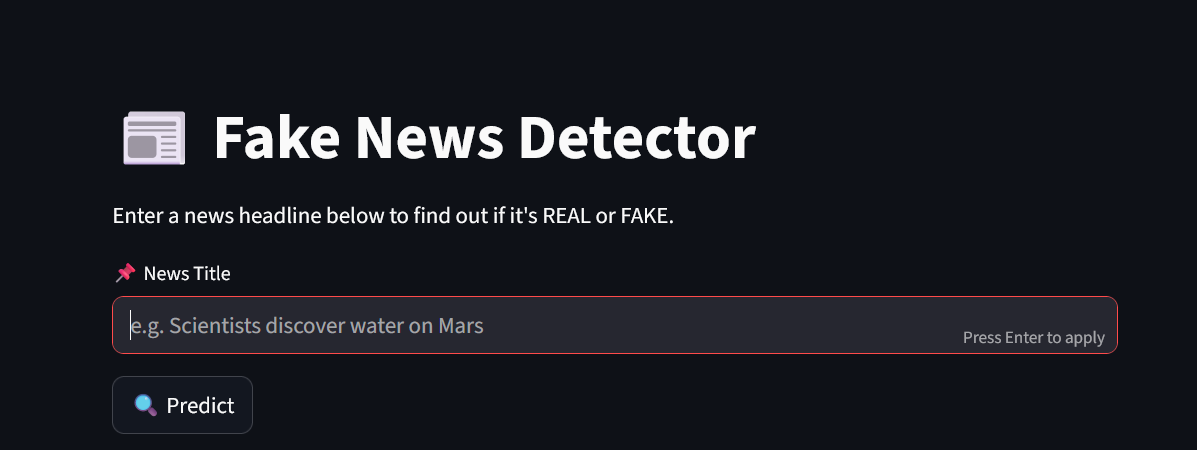 Fake News Detector
Enter a news headline below to find out if it's REAL or FAKE.
News Title
e.g. Scientists discover water on Mars
Press Enter to apply
Predict